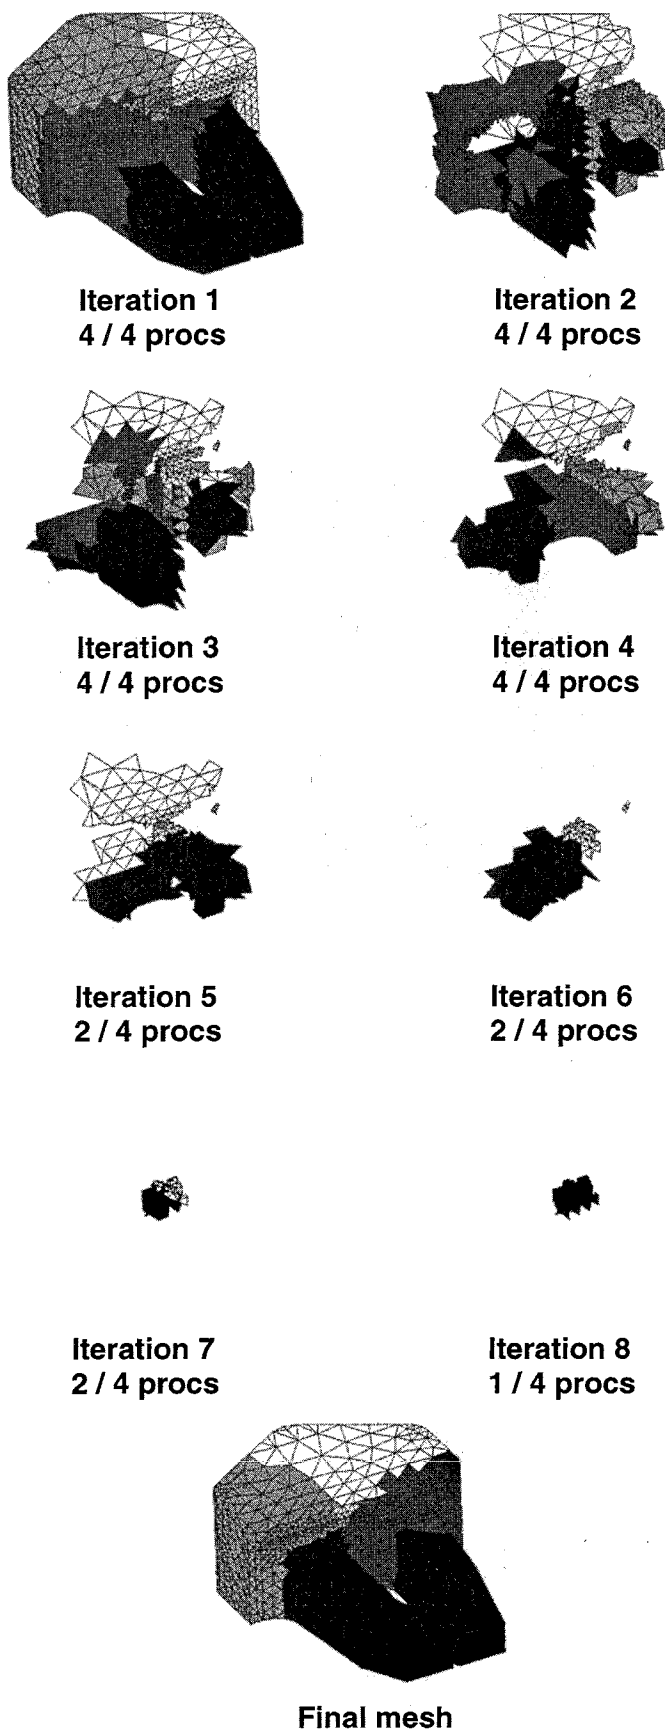 Iteration 1
4 / 4 procs
Iteration 2
4 / 4 procs
Iteration 3
4 / 4 procs
Iteration 4
4 / 4 procs
Iteration 5
2 / 4 procs
Iteration 6
2 / 4 procs
Iteration 7
2 / 4 procs
Iteration 8
1 / 4 procs
Final mesh